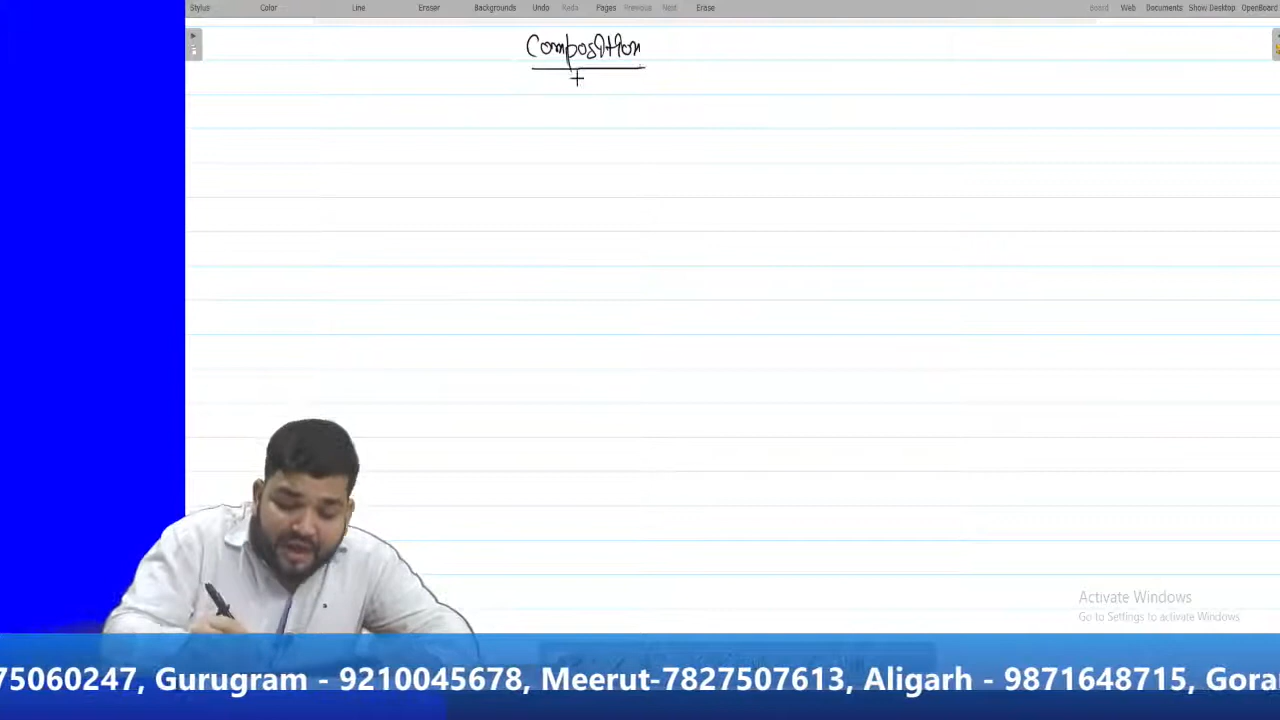 Stylus Color Line Eraser Backgrounds Undo Redo Pages Previous Next Erase Board Web Documents Show Desktop OpenBoard
Composition
Activate Windows
Go to Settings to activate Windows
75060247, Gurugram - 9210045678, Meerut-7827507613, Aligarh - 9871648715, Gora